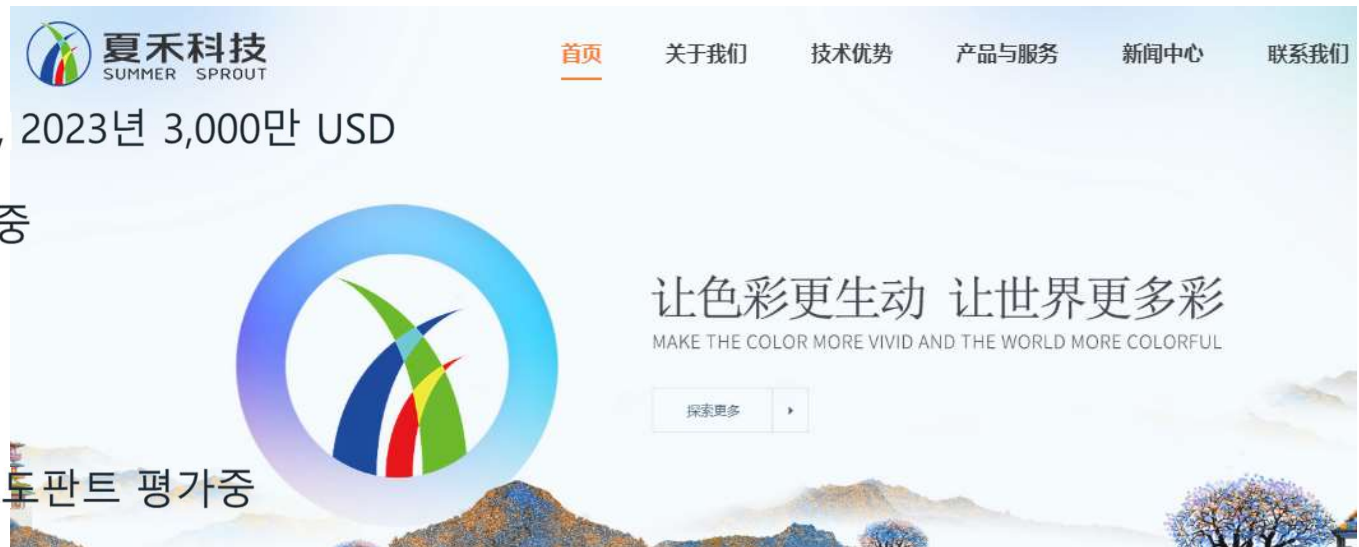 夏禾科技
SUMMER SPROUT
首页 关于我们 技术优势 产品与服务 新闻中心 联系我们
, 2023년 3,000만 USD
중
让色彩更生动 让世界更多彩
MAKE THE COLOR MORE VIVID AND THE WORLD MORE COLORFUL
探索更多
도판트 평가중